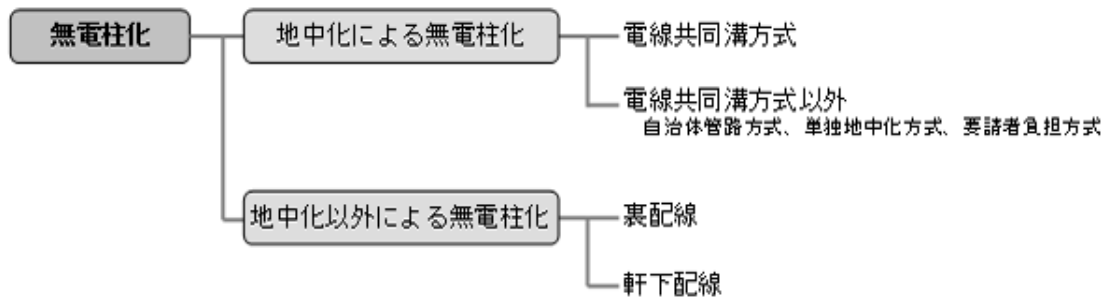 無電柱化
地中化による無電柱化
電線共同溝方式
電線共同溝方式以外
自治体管路方式、単独地中化方式、要請者負担方式
地中化以外による無電柱化
裏配線
軒下配線